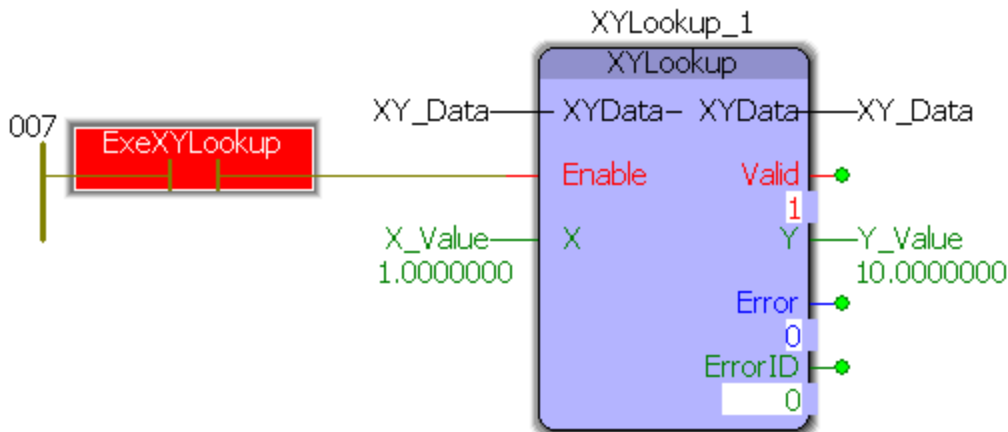 XYLookup_1
XYLookup
XY_Data XYData XYData XY_Data
007 ExeXYLookup
Enable Valid
1
X_Value X Y Y_Value
1.0000000 10.0000000
Error
0
ErrorID
0